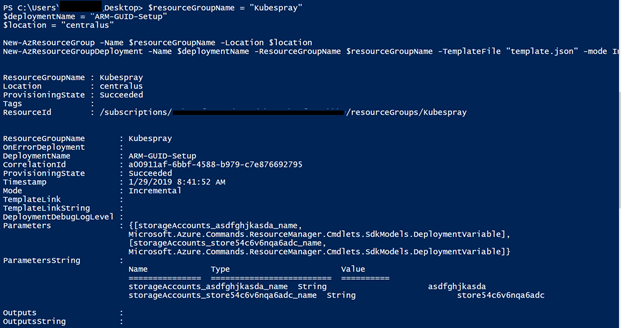 PS C:\Users\ .Desktop> $resourceGroupName = "Kubespray"
$deploymentName = "ARM-GUID-Setup"
$location = "centralus"
New-AzResourceGroup -Name $resourceGroupName -Location $location
New-AzResourceGroupDeployment -Name $deploymentName -ResourceGroupName $resourceGroupName -TemplateFile "template.json" -mode In
ResourceGroupName : Kubespray
Location : centralus
ProvisioningState : Succeeded
Tags :
ResourceId : /subscriptions/ /resourceGroups/Kubespray
ResourceGroupName : Kubespray
OnErrorDeployment :
DeploymentName : ARM-GUID-Setup
CorrelationId : a00911af-6bbf-4588-b979-c7e876692795
ProvisioningState : Succeeded
Timestamp : 1/29/2019 8:41:52 AM
Mode : Incremental
TemplateLink :
TemplateLinkString :
DeploymentDebugLogLevel :
Parameters : {[storageAccounts_asdfghjkasda_name,
Microsoft.Azure.Commands.ResourceManager.Cmdlets.SdkModels.DeploymentVariable],
[storageAccounts_store54c6v6nqa6adc_name,
Microsoft.Azure.Commands.ResourceManager.Cmdlets.SdkModels.DeploymentVariable]}
ParametersString :
Name Type Value
=============== ========================= ==========
storageAccounts_asdfghjkasda_name String asdfghjkasda
storageAccounts_store54c6v6nqa6adc_name String store54c6v6nqa6adc
Outputs :
OutputsString :